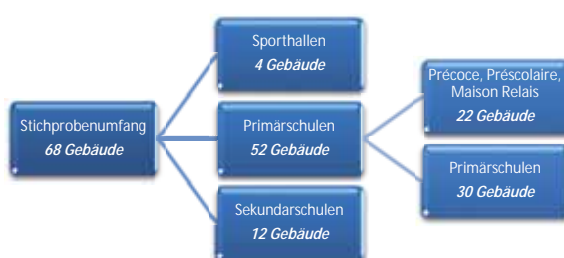 Stichprobenumfang
68 Gebäude
Sporthallen
4 Gebäude
Primärschulen
52 Gebäude
Sekundarschulen
12 Gebäude
Précoce, Préscolaire,
Maison Relais
22 Gebäude
Primärschulen
30 Gebäude